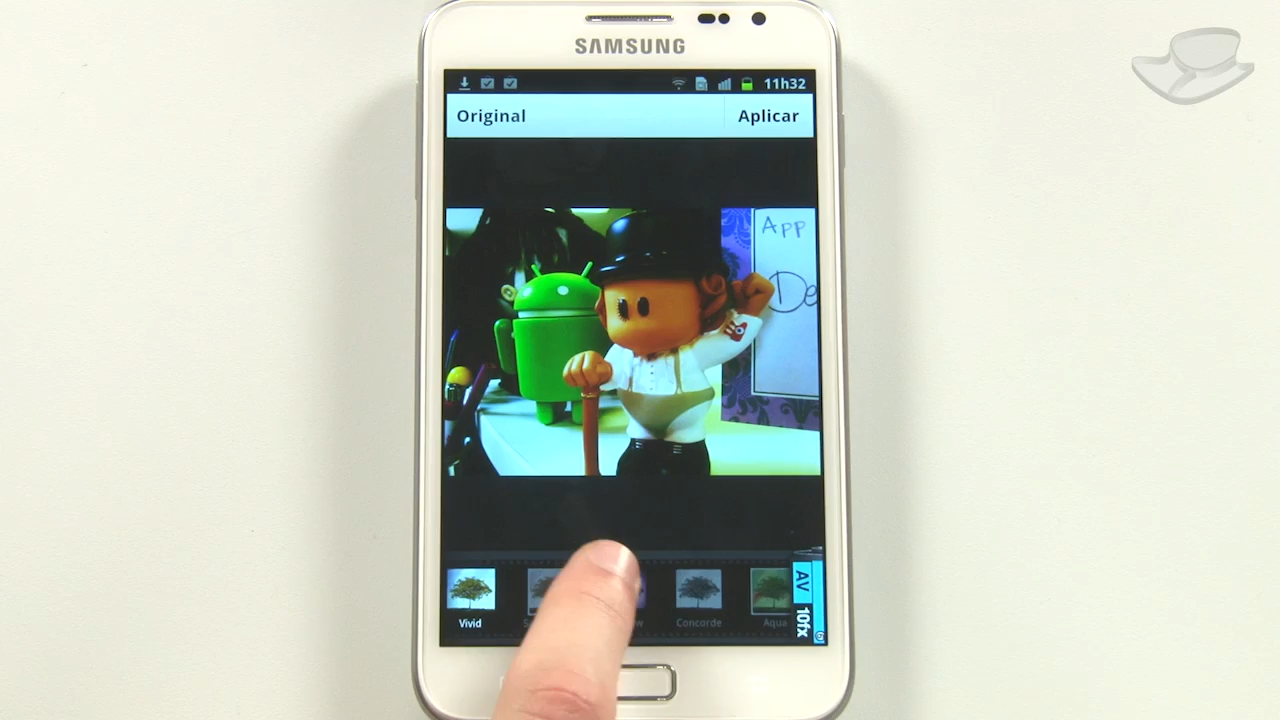 SAMSUNG
11h32
Original
Aplicar
App
De
Vivid
Concorde
Aqua
AV
10fx